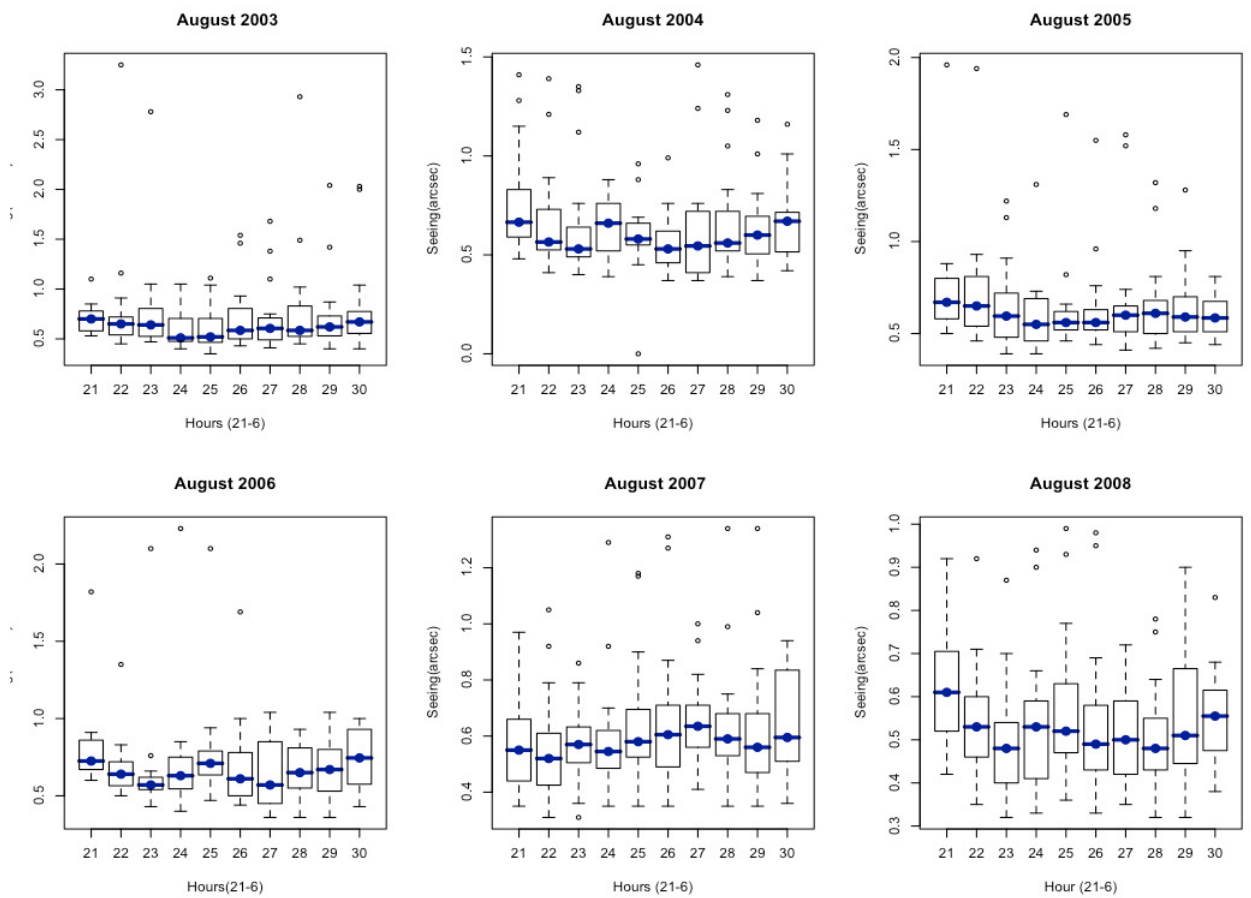 August 2003
August 2004
August 2005
3.0
2.5
2.0
1.5
1.0
0.5
21 22 23 24 25 26 27 28 29 30
Hours (21-6)
Seeing(arcsec)
1.5
1.0
0.5
0.0
21 22 23 24 25 26 27 28 29 30
Hours (21-6)
Seeing(arcsec)
2.0
1.5
1.0
0.5
21 22 23 24 25 26 27 28 29 30
Hours (21-6)
August 2006
August 2007
August 2008
2.0
1.5
1.0
0.5
21 22 23 24 25 26 27 28 29 30
Hours(21-6)
Seeing(arcsec)
1.2
1.0
0.8
0.6
0.4
21 22 23 24 25 26 27 28 29 30
Hours (21-6)
Seeing(arcsec)
1.0
0.9
0.8
0.7
0.6
0.5
0.4
0.3
21 22 23 24 25 26 27 28 29 30
Hour (21-6)